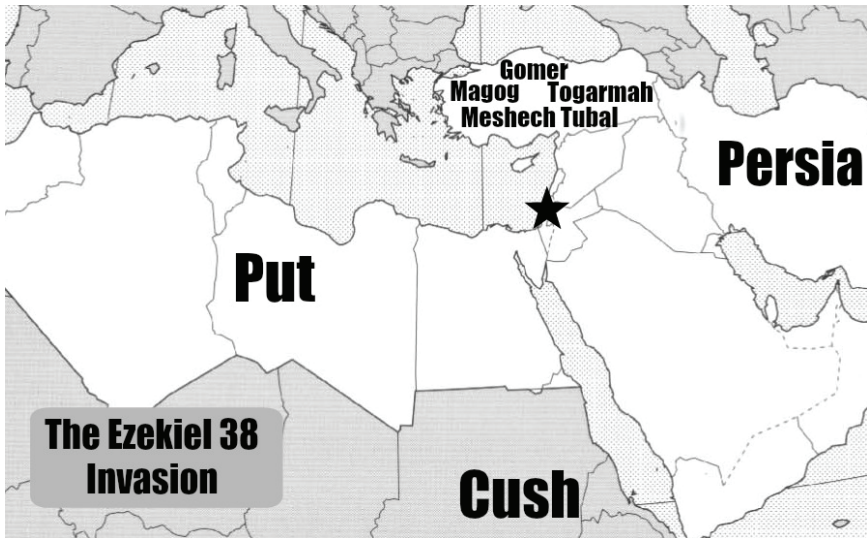 Gomer
Magog Togarmah
Meshech Tubal
Persia
Put
The Ezekiel 38
Invasion
Cush